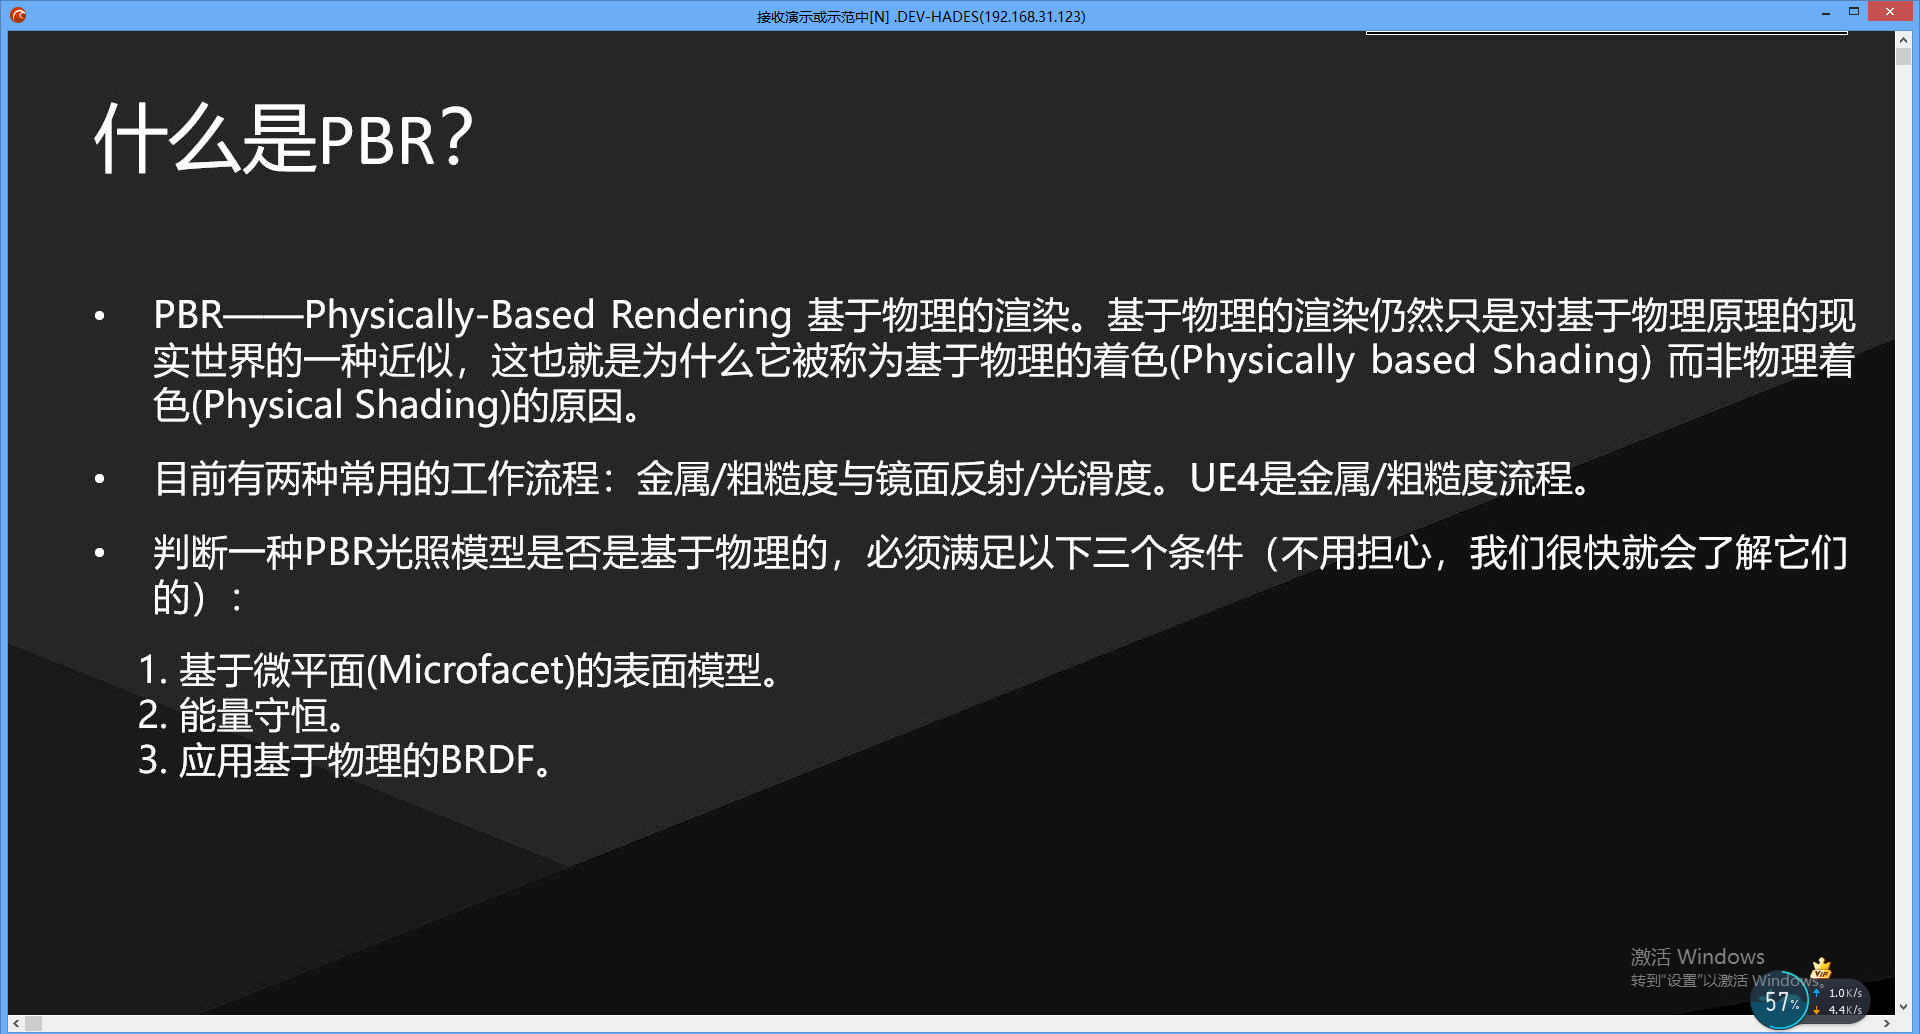 接收演示或示范中[N] .DEV-HADES(192.168.31.123)
什么是PBR？
• PBR——Physically-Based Rendering 基于物理的渲染。基于物理的渲染仍然只是对基于物理原理的现
实世界的一种近似，这也就是为什么它被称为基于物理的着色(Physically based Shading) 而非物理着
色(Physical Shading)的原因。
• 目前有两种常用的工作流程：金属/粗糙度与镜面反射/光滑度。UE4是金属/粗糙度流程。
• 判断一种PBR光照模型是否是基于物理的，必须满足以下三个条件（不用担心，我们很快就会了解它们
的）：
1. 基于微平面(Microfacet)的表面模型。
2. 能量守恒。
3. 应用基于物理的BRDF。
激活 Windows
转到"设置"以激活 Windows。
VIP
57%
1.0K/s
4.4K/s